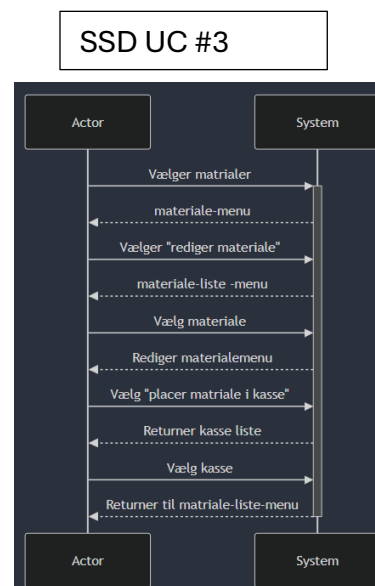 SSD UC #3
Actor
System
Vælger matrialer
materiale-menu
Vælger "rediger materiale"
materiale-liste -menu
Vælg materiale
Rediger materialemenu
Vælg "placer matriale i kasse"
Returner kasse liste
Vælg kasse
Returner til matriale-liste-menu
Actor
System